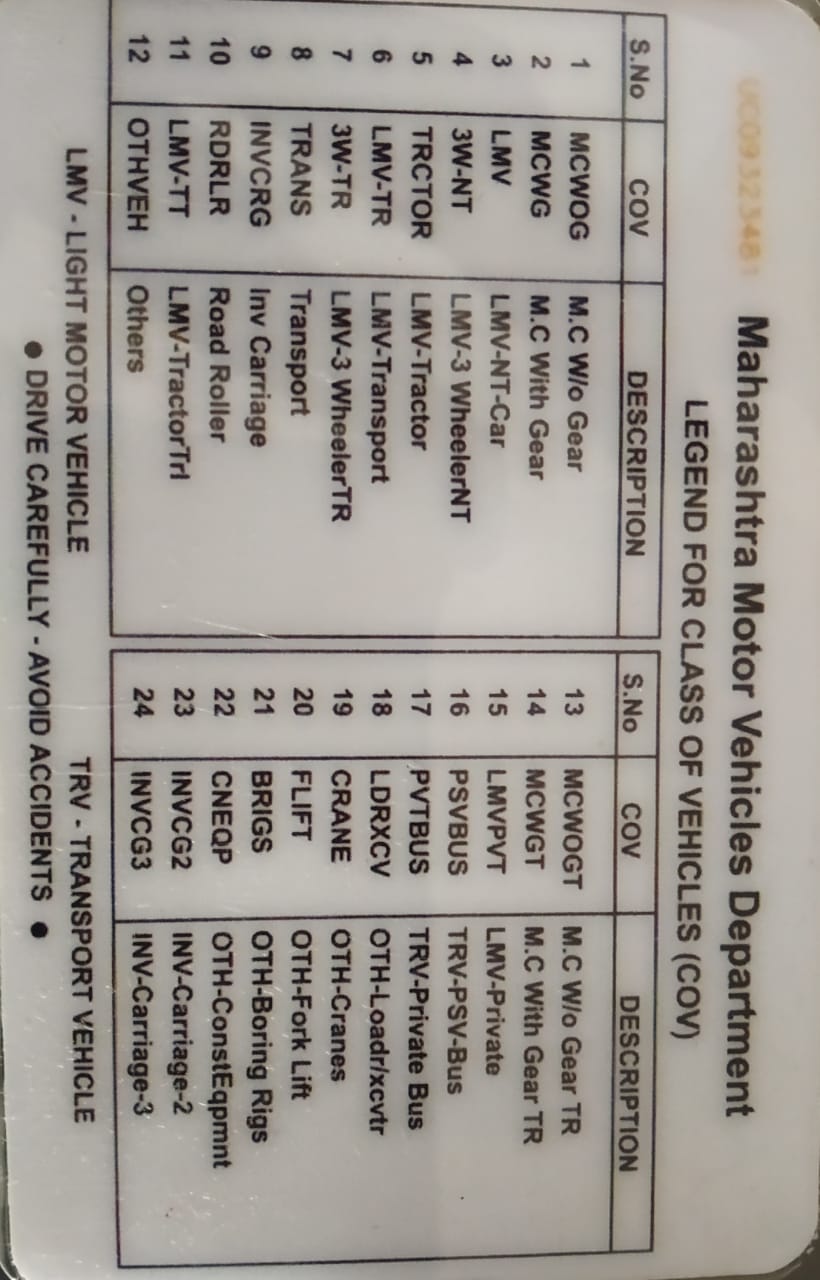 UC09323481
Maharashtra Motor Vehicles Department
LEGEND FOR CLASS OF VEHICLES (COV)
S.No COV DESCRIPTION
1 MCWOG M.C W/o Gear
2 MCWG M.C With Gear
3 LMV LMV-NT-Car
4 3W-NT LMV-3 WheelerNT
5 TRCTOR LMV-Tractor
6 LMV-TR LMV-Transport
7 3W-TR LMV-3 WheelerTR
8 TRANS Transport
9 INVCRG Inv Carriage
10 RDRLR Road Roller
11 LMV-TT LMV-TractorTrl
12 OTHVEH Others
S.No COV DESCRIPTION
13 MCWOGT M.C W/o Gear TR
14 MCWGT M.C With Gear TR
15 LMVPVT LMV-Private
16 PSVBUS TRV-PSV-Bus
17 PVTBUS TRV-Private Bus
18 LDRXCV OTH-Loadr/xcvtr
19 CRANE OTH-Cranes
20 FLIFT OTH-Fork Lift
21 BRIGS OTH-Boring Rigs
22 CNEQP OTH-ConstEqpmnt
23 INVCG2 INV-Carriage-2
24 INVCG3 INV-Carriage-3
LMV - LIGHT MOTOR VEHICLE TRV - TRANSPORT VEHICLE
● DRIVE CAREFULLY - AVOID ACCIDENTS ●